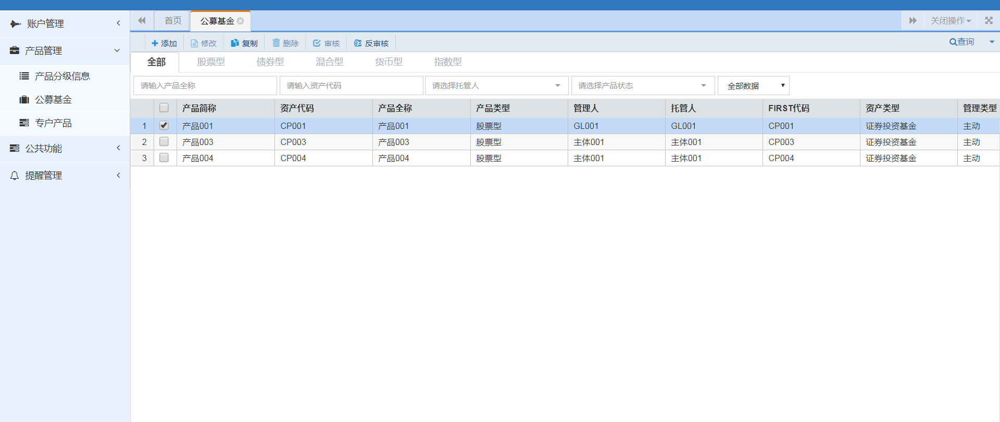 账户管理
产品管理
产品分级信息
公募基金
专户产品
公共功能
提醒管理
首页 公募基金 关闭操作
添加 修改 复制 删除 审核 反审核 查询
全部 股票型 债券型 混合型 货币型 指数型
请输入产品全称 请输入资产代码 请选择托管人 请选择产品状态 全部数据
产品简称 资产代码 产品全称 产品类型 管理人 托管人 FIRST代码 资产类型 管理类型
1 产品001 CP001 产品001 股票型 GL001 GL001 CP001 证券投资基金 主动
2 产品003 CP003 产品003 股票型 主体001 主体001 CP003 证券投资基金 主动
3 产品004 CP004 产品004 股票型 主体001 主体001 CP004 证券投资基金 主动